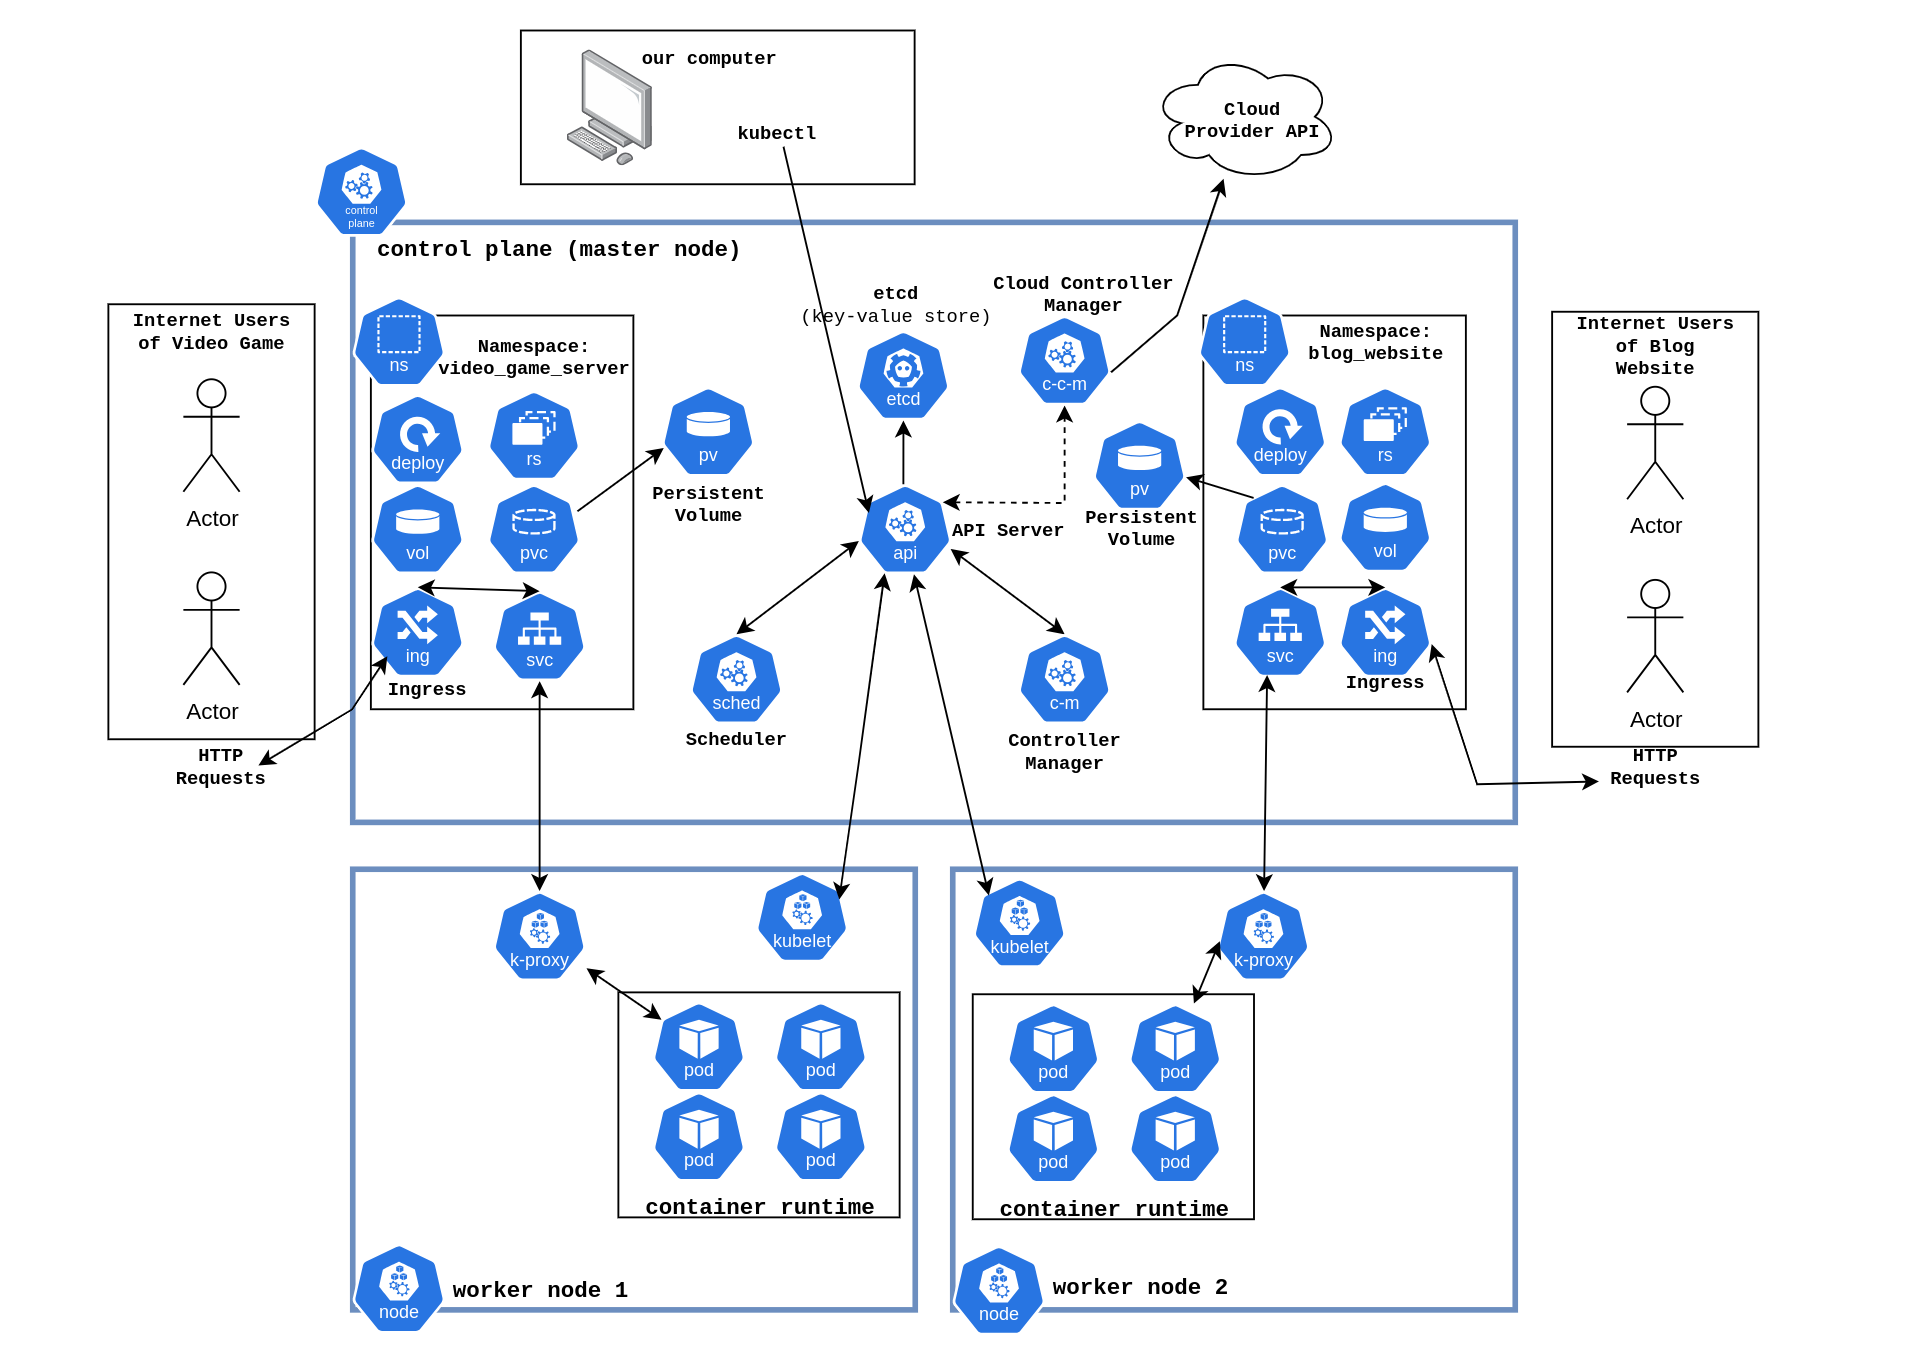 our computer
kubectl
Cloud
Provider API
control
plane
control plane (master node)
Internet Users
of Video Game
Actor
Actor
HTTP
Requests
ns
Namespace:
video_game_server
deploy
rs
vol
pvc
ing
svc
Ingress
pv
Persistent
Volume
etcd
(key-value store)
etcd
Cloud Controller
Manager
c-c-m
api
API Server
pv
Persistent
Volume
sched
Scheduler
c-m
Controller
Manager
ns
Namespace:
blog_website
deploy
rs
pvc
vol
svc
ing
Ingress
Internet Users
of Blog
Website
Actor
Actor
HTTP
Requests
k-proxy
kubelet
pod
pod
pod
pod
container runtime
node
worker node 1
kubelet
k-proxy
pod
pod
pod
pod
container runtime
node
worker node 2